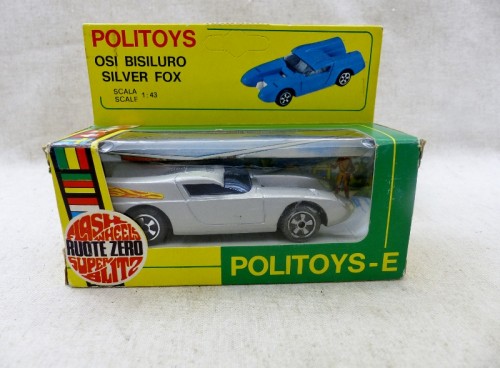 POLITOYS
OSI BISILURO
SILVER FOX
SCALA
SCALE 1:43
FLASH WHEELS
RUOTE ZERO
SUPER
BLITZ
POLITOYS-E